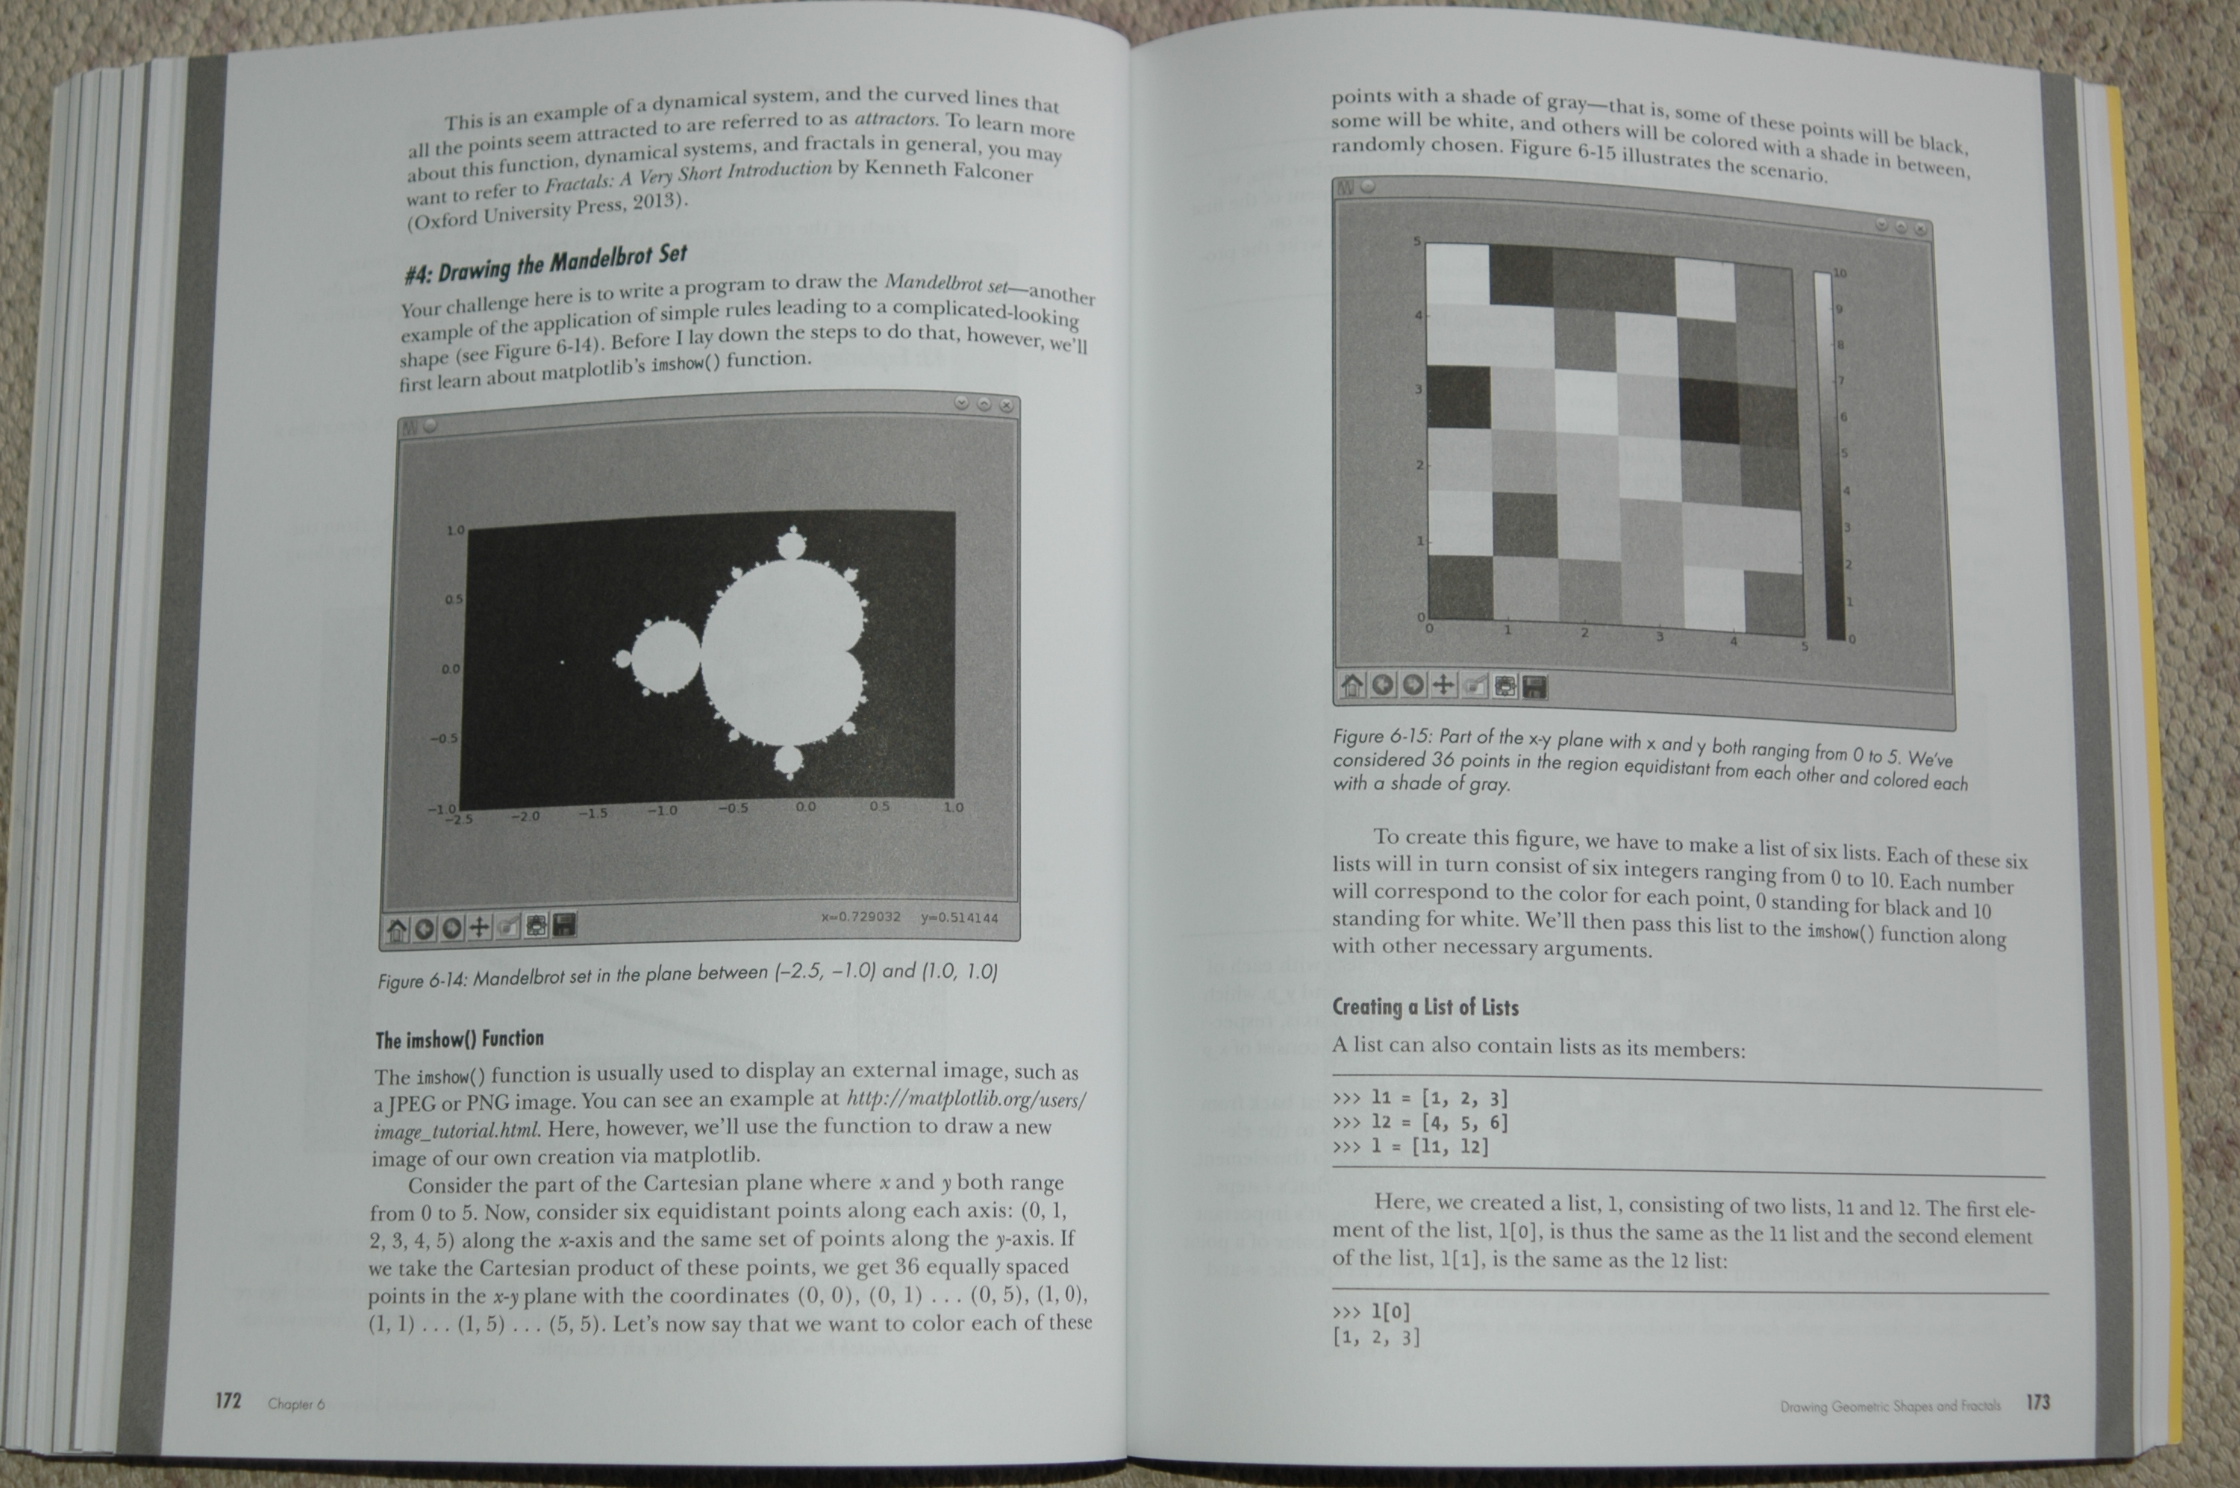 This is an example of a dynamical system, and the curved lines that
all the points seem attracted to are referred to as attractors. To learn more
about this function, dynamical systems, and fractals in general, you may
want to refer to Fractals: A Very Short Introduction by Kenneth Falconer
(Oxford University Press, 2013).
#4: Drawing the Mandelbrot Set
Your challenge here is to write a program to draw the Mandelbrot set—another
example of the application of simple rules leading to a complicated-looking
shape (see Figure 6-14). Before I lay down the steps to do that, however, we'll
first learn about matplotlib's imshow() function.
1.0
0.5
0.0
−0.5
−1.0
−2.5
−2.0
−1.5
−1.0
−0.5
0.0
0.5
1.0
x=0.729032 y=0.514144
Figure 6-14: Mandelbrot set in the plane between (−2.5, −1.0) and (1.0, 1.0)
The imshow() Function
The imshow() function is usually used to display an external image, such as
a JPEG or PNG image. You can see an example at http://matplotlib.org/users/
image_tutorial.html. Here, however, we'll use the function to draw a new
image of our own creation via matplotlib.
Consider the part of the Cartesian plane where x and y both range
from 0 to 5. Now, consider six equidistant points along each axis: (0, 1,
2, 3, 4, 5) along the x-axis and the same set of points along the y-axis. If
we take the Cartesian product of these points, we get 36 equally spaced
points in the x-y plane with the coordinates (0, 0), (0, 1) . . . (0, 5), (1, 0),
(1, 1) . . . (1, 5) . . . (5, 5). Let's now say that we want to color each of these
172 Chapter 6
points with a shade of gray—that is, some of these points will be black,
some will be white, and others will be colored with a shade in between,
randomly chosen. Figure 6-15 illustrates the scenario.
5
4
3
2
1
0
0
1
2
3
4
5
10
9
8
7
6
5
4
3
2
1
0
Figure 6-15: Part of the x-y plane with x and y both ranging from 0 to 5. We've
considered 36 points in the region equidistant from each other and colored each
with a shade of gray.
To create this figure, we have to make a list of six lists. Each of these six
lists will in turn consist of six integers ranging from 0 to 10. Each number
will correspond to the color for each point, 0 standing for black and 10
standing for white. We'll then pass this list to the imshow() function along
with other necessary arguments.
Creating a List of Lists
A list can also contain lists as its members:
>>> l1 = [1, 2, 3]
>>> l2 = [4, 5, 6]
>>> l = [l1, l2]
Here, we created a list, l, consisting of two lists, l1 and l2. The first ele-
ment of the list, l[0], is thus the same as the l1 list and the second element
of the list, l[1], is the same as the l2 list:
>>> l[0]
[1, 2, 3]
Drawing Geometric Shapes and Fractals 173